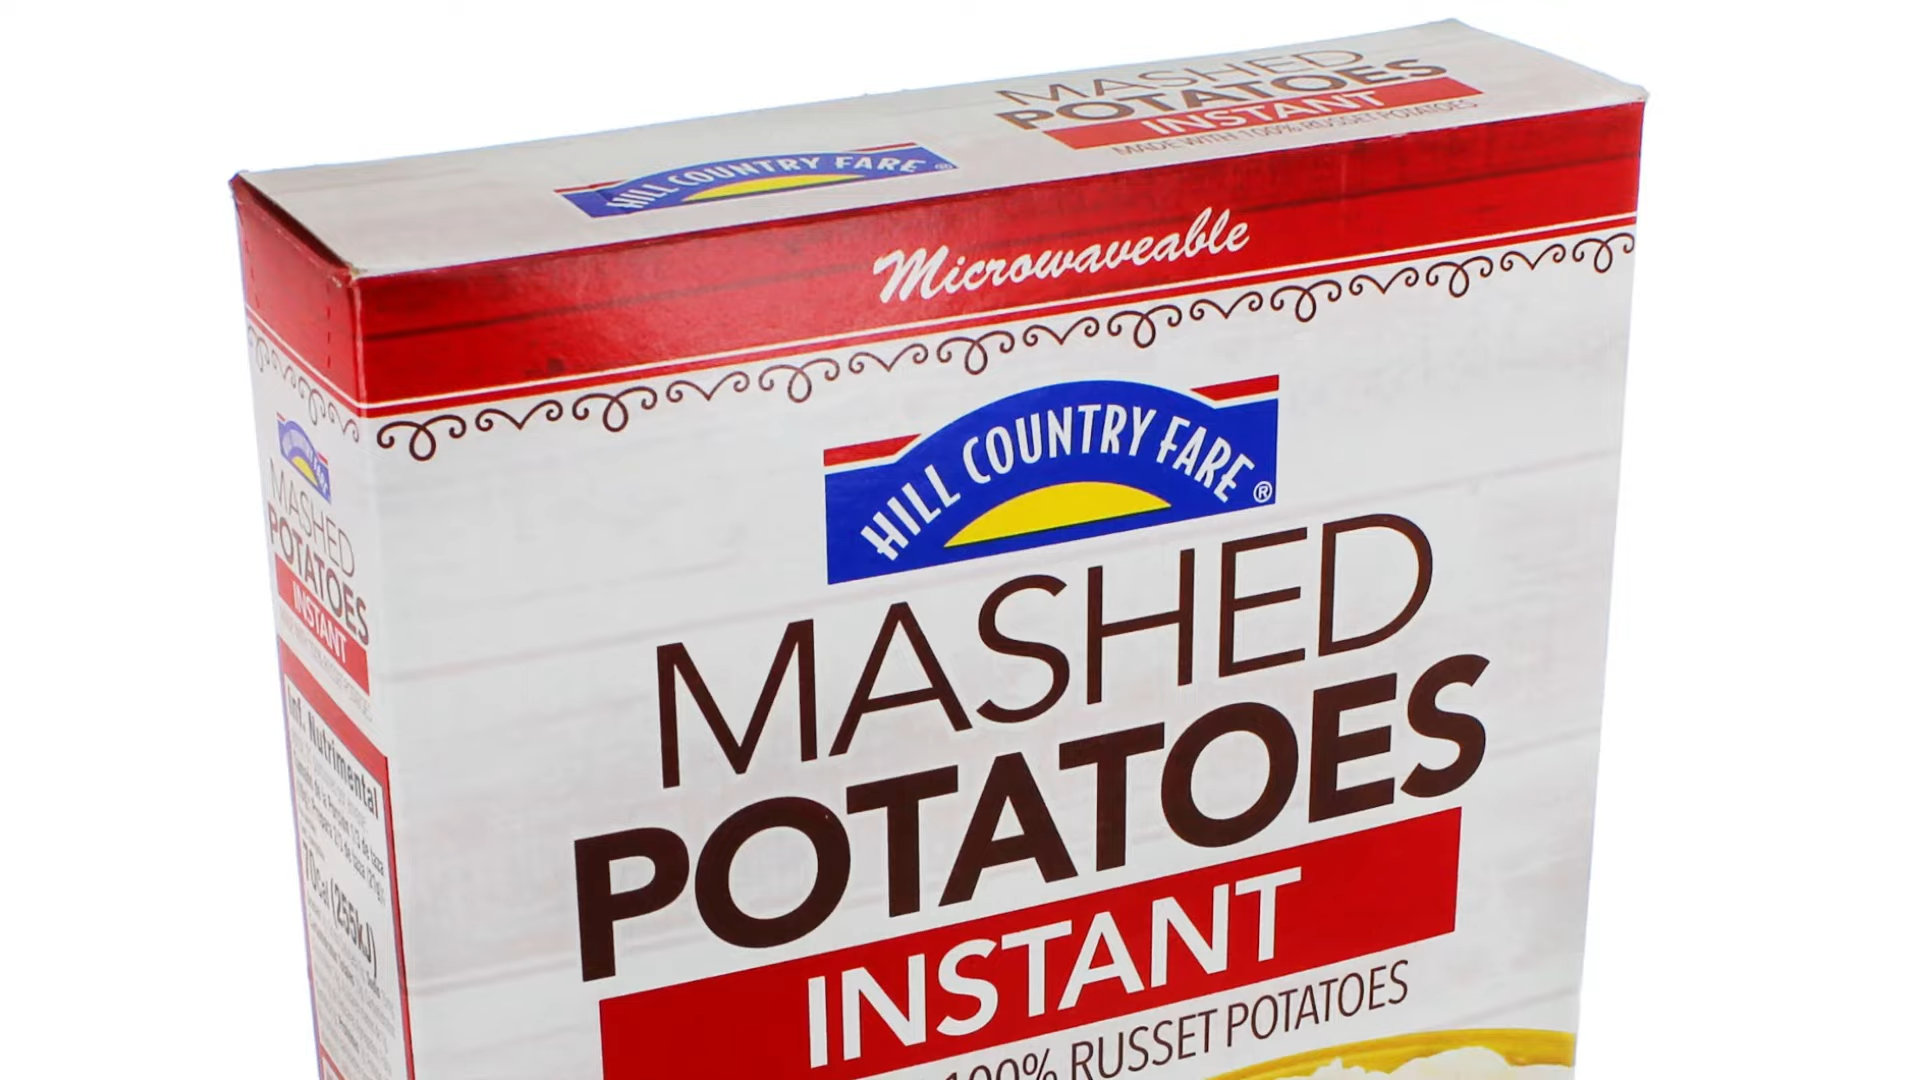 MASHED
POTATOES
INSTANT
MADE WITH 100% RUSSET POTATOES
HILL COUNTRY FARE ®
Microwaveable
HILL COUNTRY FARE ®
MASHED
POTATOES
INSTANT
100% RUSSET POTATOES
MASHED
POTATOES
INSTANT
Inf. Nutrimental
70Cal (255kJ)